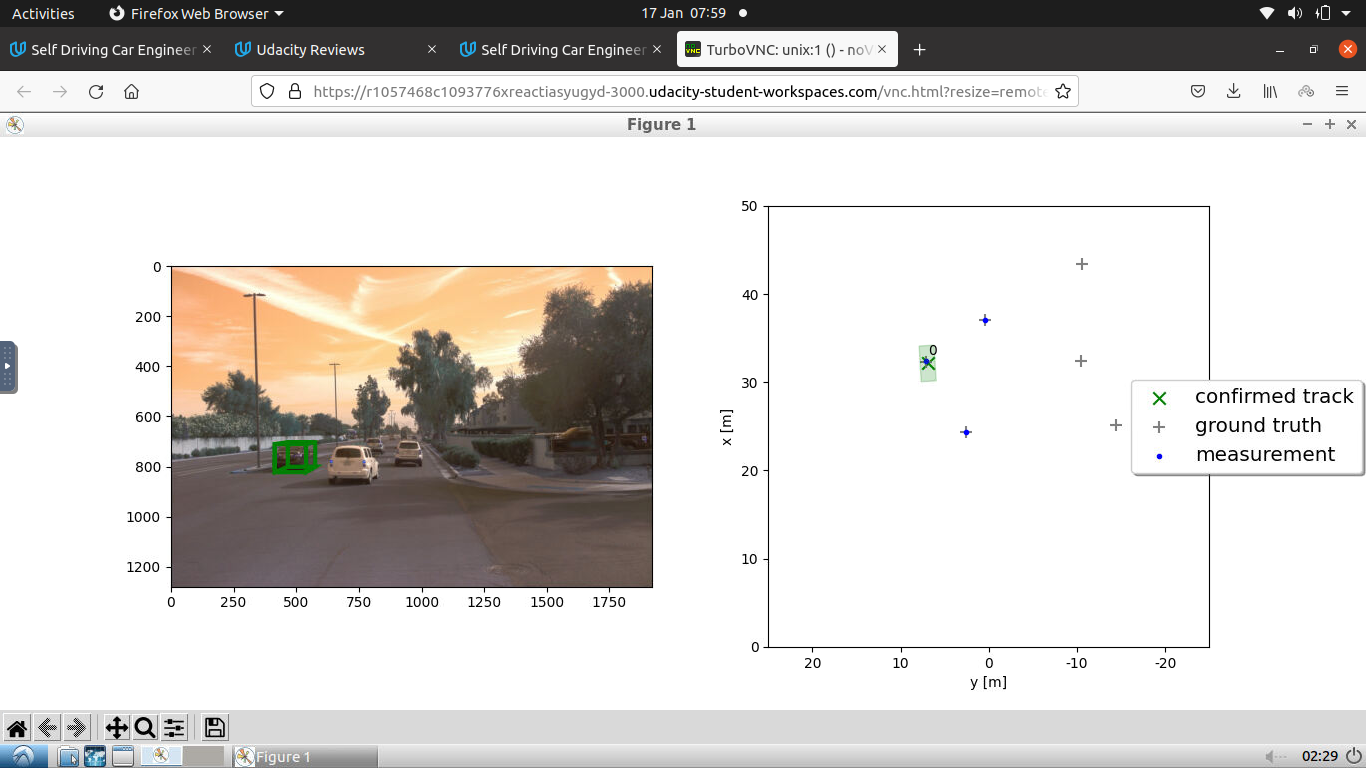 Activities Firefox Web Browser 17 Jan 07:59
Self Driving Car Engineer Udacity Reviews Self Driving Car Engineer TurboVNC: unix:1 () - noV
https://r1057468c1093776xreactiasyugyd-3000.udacity-student-workspaces.com/vnc.html?resize=remote
Figure 1
0
200
400
600
800
1000
1200
0 250 500 750 1000 1250 1500 1750
50
40
30
20
10
0
x [m]
0
20 10 0 -10 -20
y [m]
confirmed track
ground truth
measurement
Figure 1 02:29